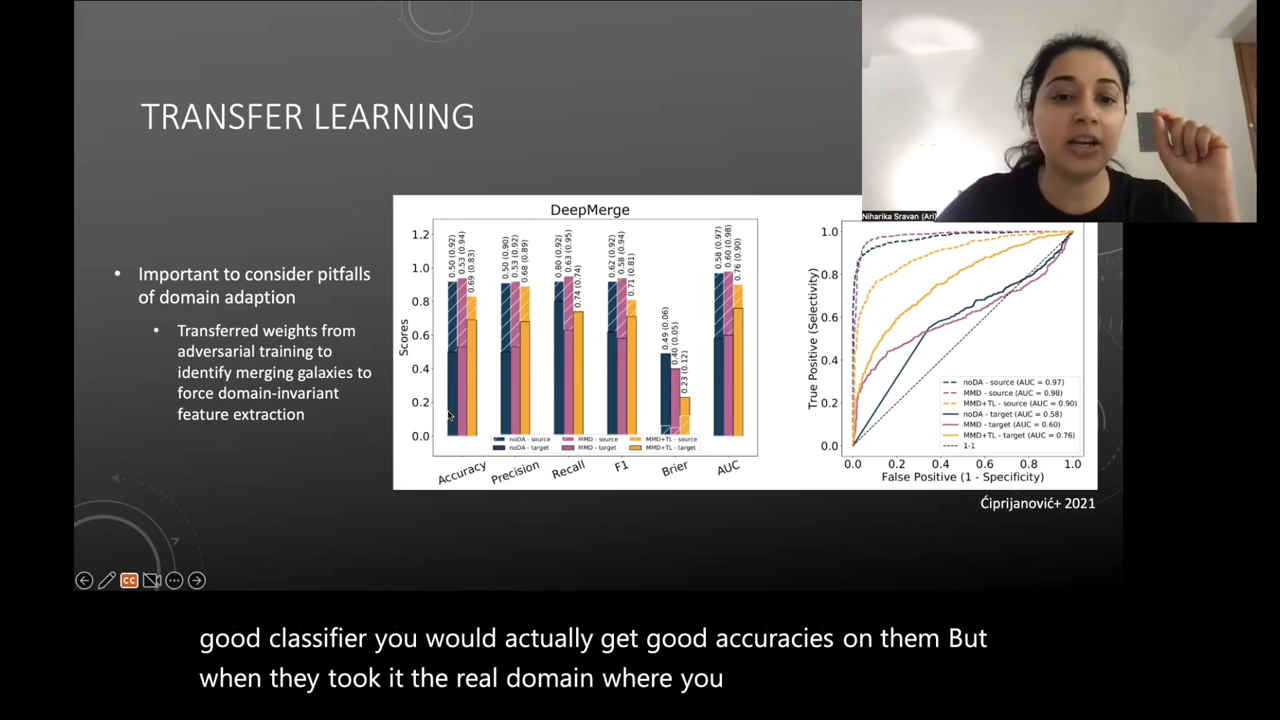 TRANSFER LEARNING
Niharika Sravan (Ari)
• Important to consider pitfalls
of domain adaption
• Transferred weights from
adversarial training to
identify merging galaxies to
force domain-invariant
feature extraction
DeepMerge
Scores
1.2
1.0
0.8
0.6
0.4
0.2
0.0
0.53 (0.94)
0.69 (0.83)
0.50 (0.90)
0.53 (0.92)
0.68 (0.89)
0.80 (0.92)
0.63 (0.95)
0.74 (0.74)
0.62 (0.92)
0.58 (0.94)
0.71 (0.81)
0.49 (0.06)
0.40 (0.05)
0.23 (0.12)
0.58 (0.97)
0.60 (0.98)
0.76 (0.90)
noDA - source
MMD - source
MMD+TL - source
noDA - target
MMD - target
MMD+TL - target
Accuracy
Precision
Recall
F1
Brier
AUC
True Positive (Selectivity)
1.0
0.8
0.6
0.4
0.2
0.0
noDA - source (AUC = 0.97)
MMD - source (AUC = 0.98)
MMD+TL - source (AUC = 0.90)
noDA - target (AUC = 0.58)
MMD - target (AUC = 0.60)
MMD+TL - target (AUC = 0.76)
1-1
0.0 0.2 0.4 0.6 0.8 1.0
False Positive (1 - Specificity)
Ćiprijanović+ 2021
CC
good classifier you would actually get good accuracies on them But
when they took it the real domain where you